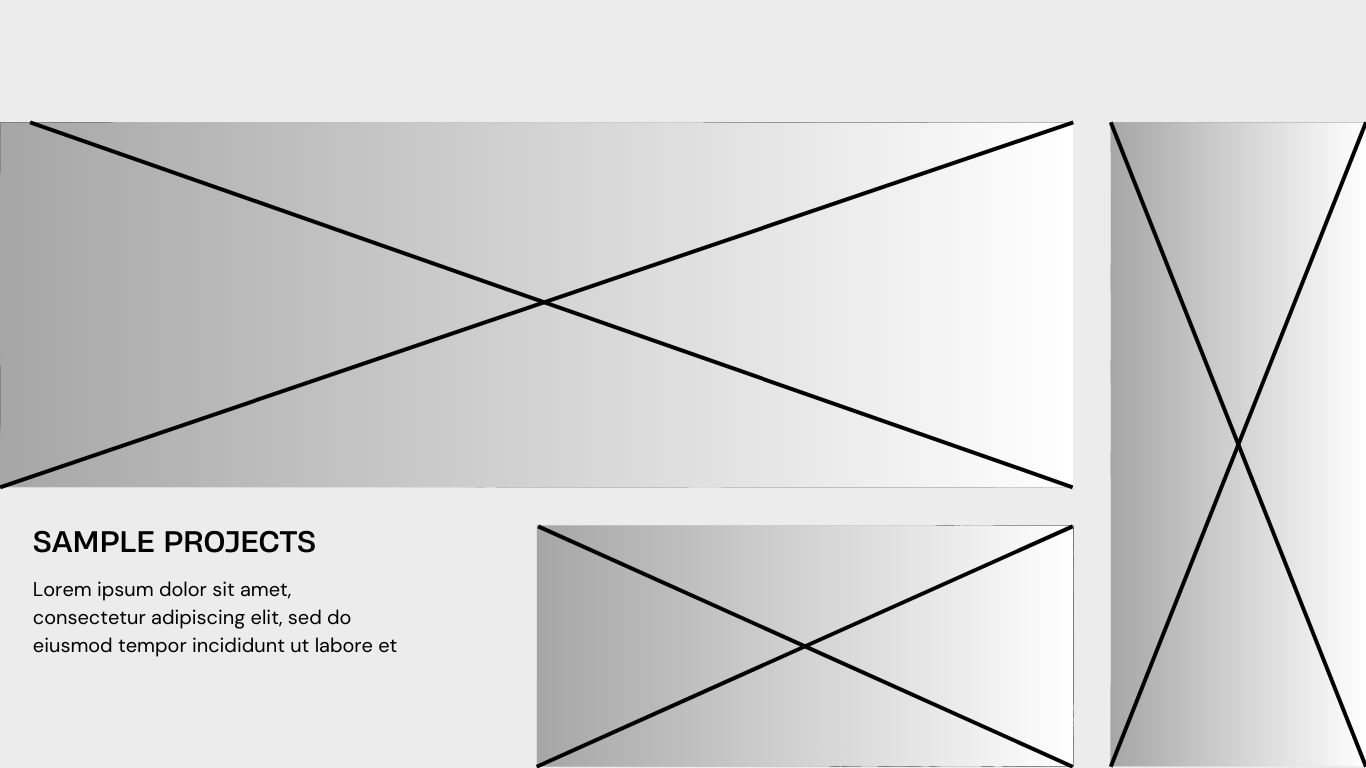 SAMPLE PROJECTS
Lorem ipsum dolor sit amet,
consectetur adipiscing elit, sed do
eiusmod tempor incididunt ut labore et